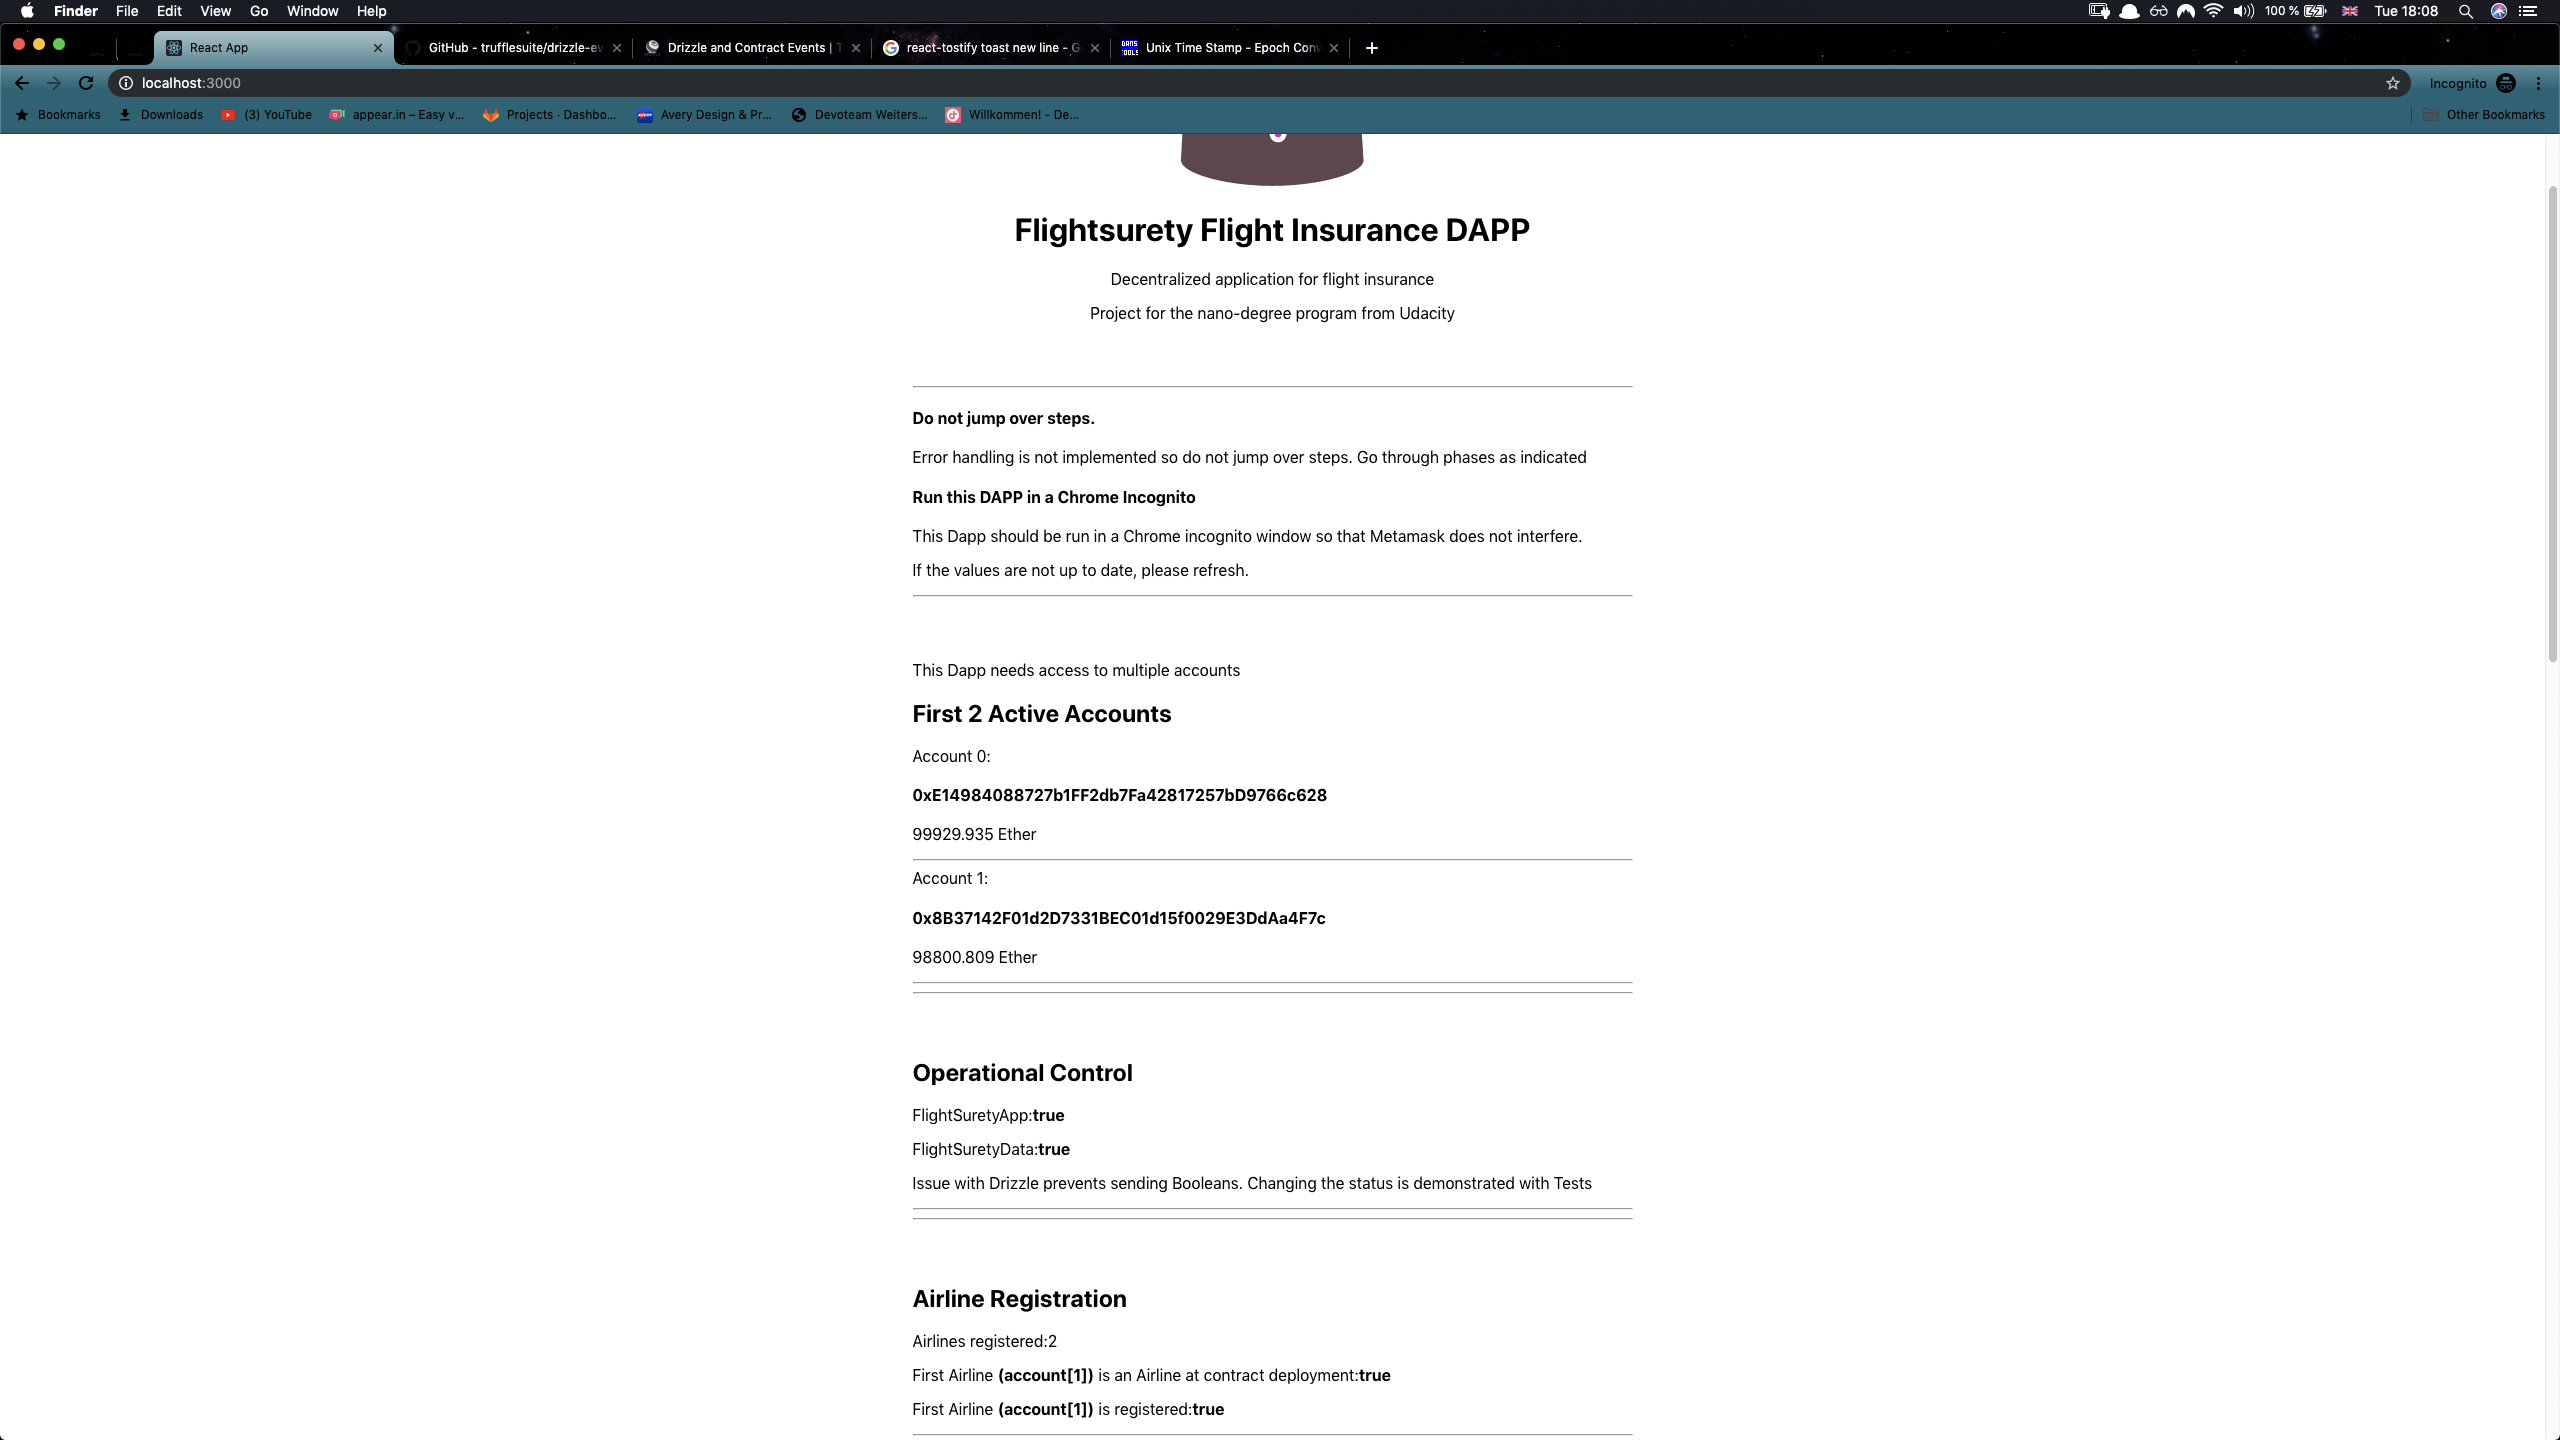 Finder File Edit View Go Window Help
100 % Tue 18:08
React App
GitHub - trufflesuite/drizzle-ev
Drizzle and Contract Events | T
react-tostify toast new line - G
Unix Time Stamp - Epoch Conv
localhost:3000
Incognito
Bookmarks
Downloads
(3) YouTube
appear.in – Easy v...
Projects · Dashbo...
Avery Design & Pr...
Devoteam Weiters...
Willkommen! - De...
Other Bookmarks
Flightsurety Flight Insurance DAPP
Decentralized application for flight insurance
Project for the nano-degree program from Udacity
Do not jump over steps.
Error handling is not implemented so do not jump over steps. Go through phases as indicated
Run this DAPP in a Chrome Incognito
This Dapp should be run in a Chrome incognito window so that Metamask does not interfere.
If the values are not up to date, please refresh.
This Dapp needs access to multiple accounts
First 2 Active Accounts
Account 0:
0xE14984088727b1FF2db7Fa42817257bD9766c628
99929.935 Ether
Account 1:
0x8B37142F01d2D7331BEC01d15f0029E3DdAa4F7c
98800.809 Ether
Operational Control
FlightSuretyApp:true
FlightSuretyData:true
Issue with Drizzle prevents sending Booleans. Changing the status is demonstrated with Tests
Airline Registration
Airlines registered:2
First Airline (account[1]) is an Airline at contract deployment:true
First Airline (account[1]) is registered:true